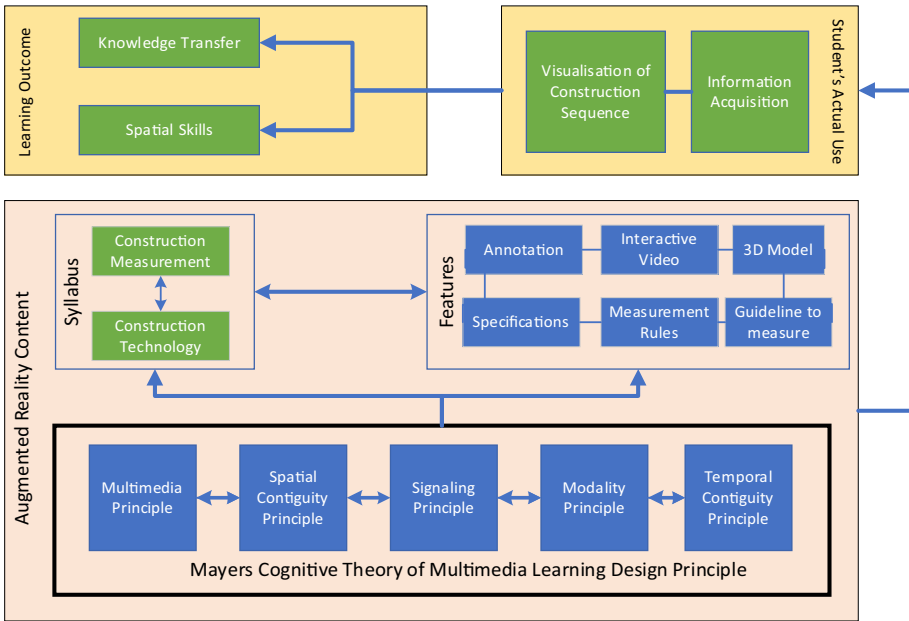 Learning Outcome
Knowledge Transfer
Spatial Skills
Visualisation of
Construction
Sequence
Information
Acquisition
Student's Actual Use
Augmented Reality Content
Syllabus
Construction
Measurement
Construction
Technology
Features
Annotation
Interactive
Video
3D Model
Specifications
Measurement
Rules
Guideline to
measure
Multimedia
Principle
Spatial
Contiguity
Principle
Signaling
Principle
Modality
Principle
Temporal
Contiguity
Principle
Mayers Cognitive Theory of Multimedia Learning Design Principle